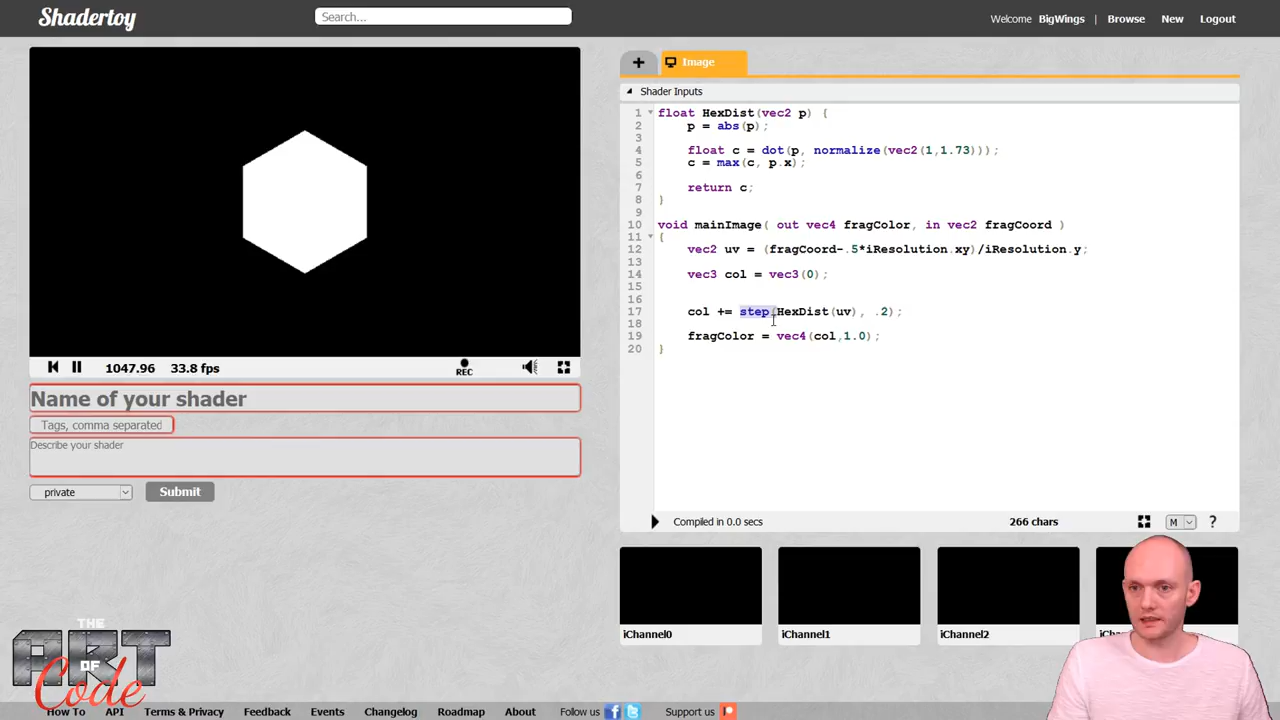 Shadertoy
Search...
Welcome BigWings | Browse New Logout
+ Image
Shader Inputs
1 float HexDist(vec2 p) {
2 p = abs(p);
3
4 float c = dot(p, normalize(vec2(1,1.73)));
5 c = max(c, p.x);
6
7 return c;
8 }
9
10 void mainImage( out vec4 fragColor, in vec2 fragCoord )
11 {
12 vec2 uv = (fragCoord-.5*iResolution.xy)/iResolution.y;
13
14 vec3 col = vec3(0);
15
16
17 col += step(HexDist(uv), .2);
18
19 fragColor = vec4(col,1.0);
20 }
1047.96 33.8 fps
REC
Name of your shader
Tags, comma separated
Describe your shader
private
Submit
Compiled in 0.0 secs
266 chars
M
?
iChannel0
iChannel1
iChannel2
THE
ART
OF
Code
How To API Terms & Privacy Feedback Events Changelog Roadmap About Follow us Support us